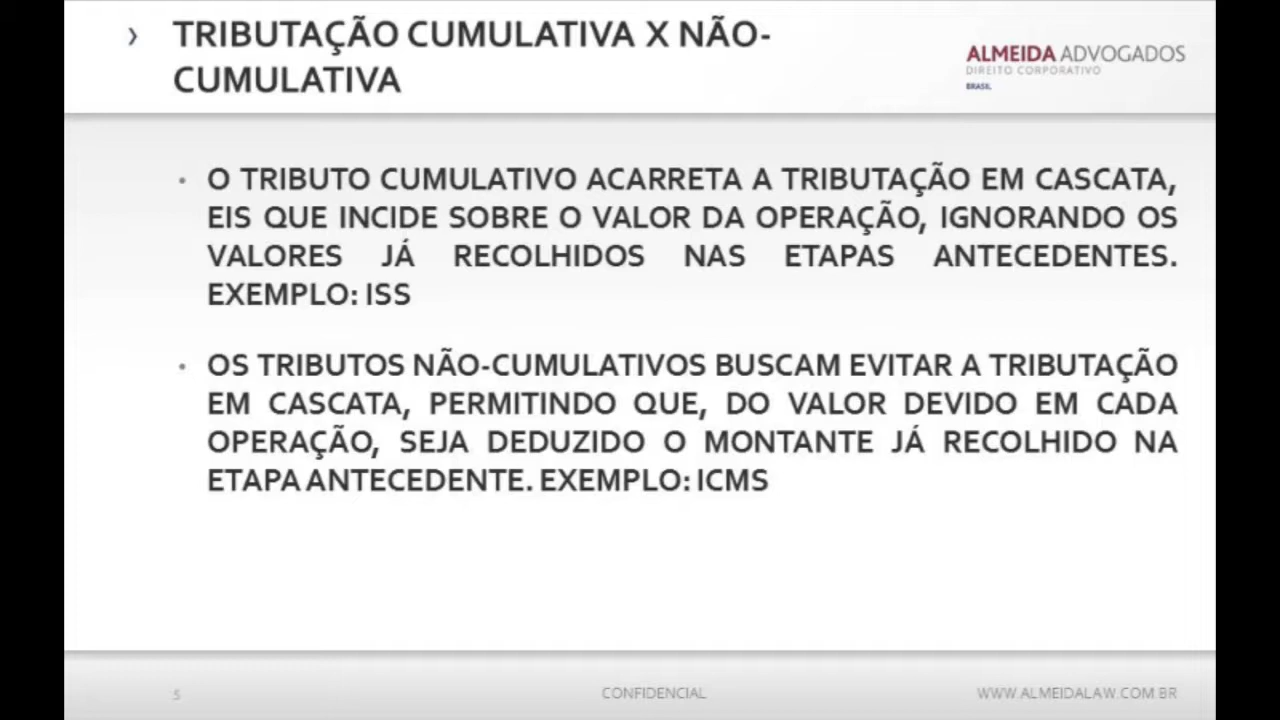 › TRIBUTAÇÃO CUMULATIVA X NÃO-
CUMULATIVA
ALMEIDA ADVOGADOS
DIREITO CORPORATIVO
BRASIL
• O TRIBUTO CUMULATIVO ACARRETA A TRIBUTAÇÃO EM CASCATA,
EIS QUE INCIDE SOBRE O VALOR DA OPERAÇÃO, IGNORANDO OS
VALORES JÁ RECOLHIDOS NAS ETAPAS ANTECEDENTES.
EXEMPLO: ISS
• OS TRIBUTOS NÃO-CUMULATIVOS BUSCAM EVITAR A TRIBUTAÇÃO
EM CASCATA, PERMITINDO QUE, DO VALOR DEVIDO EM CADA
OPERAÇÃO, SEJA DEDUZIDO O MONTANTE JÁ RECOLHIDO NA
ETAPA ANTECEDENTE. EXEMPLO: ICMS
5
CONFIDENCIAL
WWW.ALMEIDALAW.COM.BR